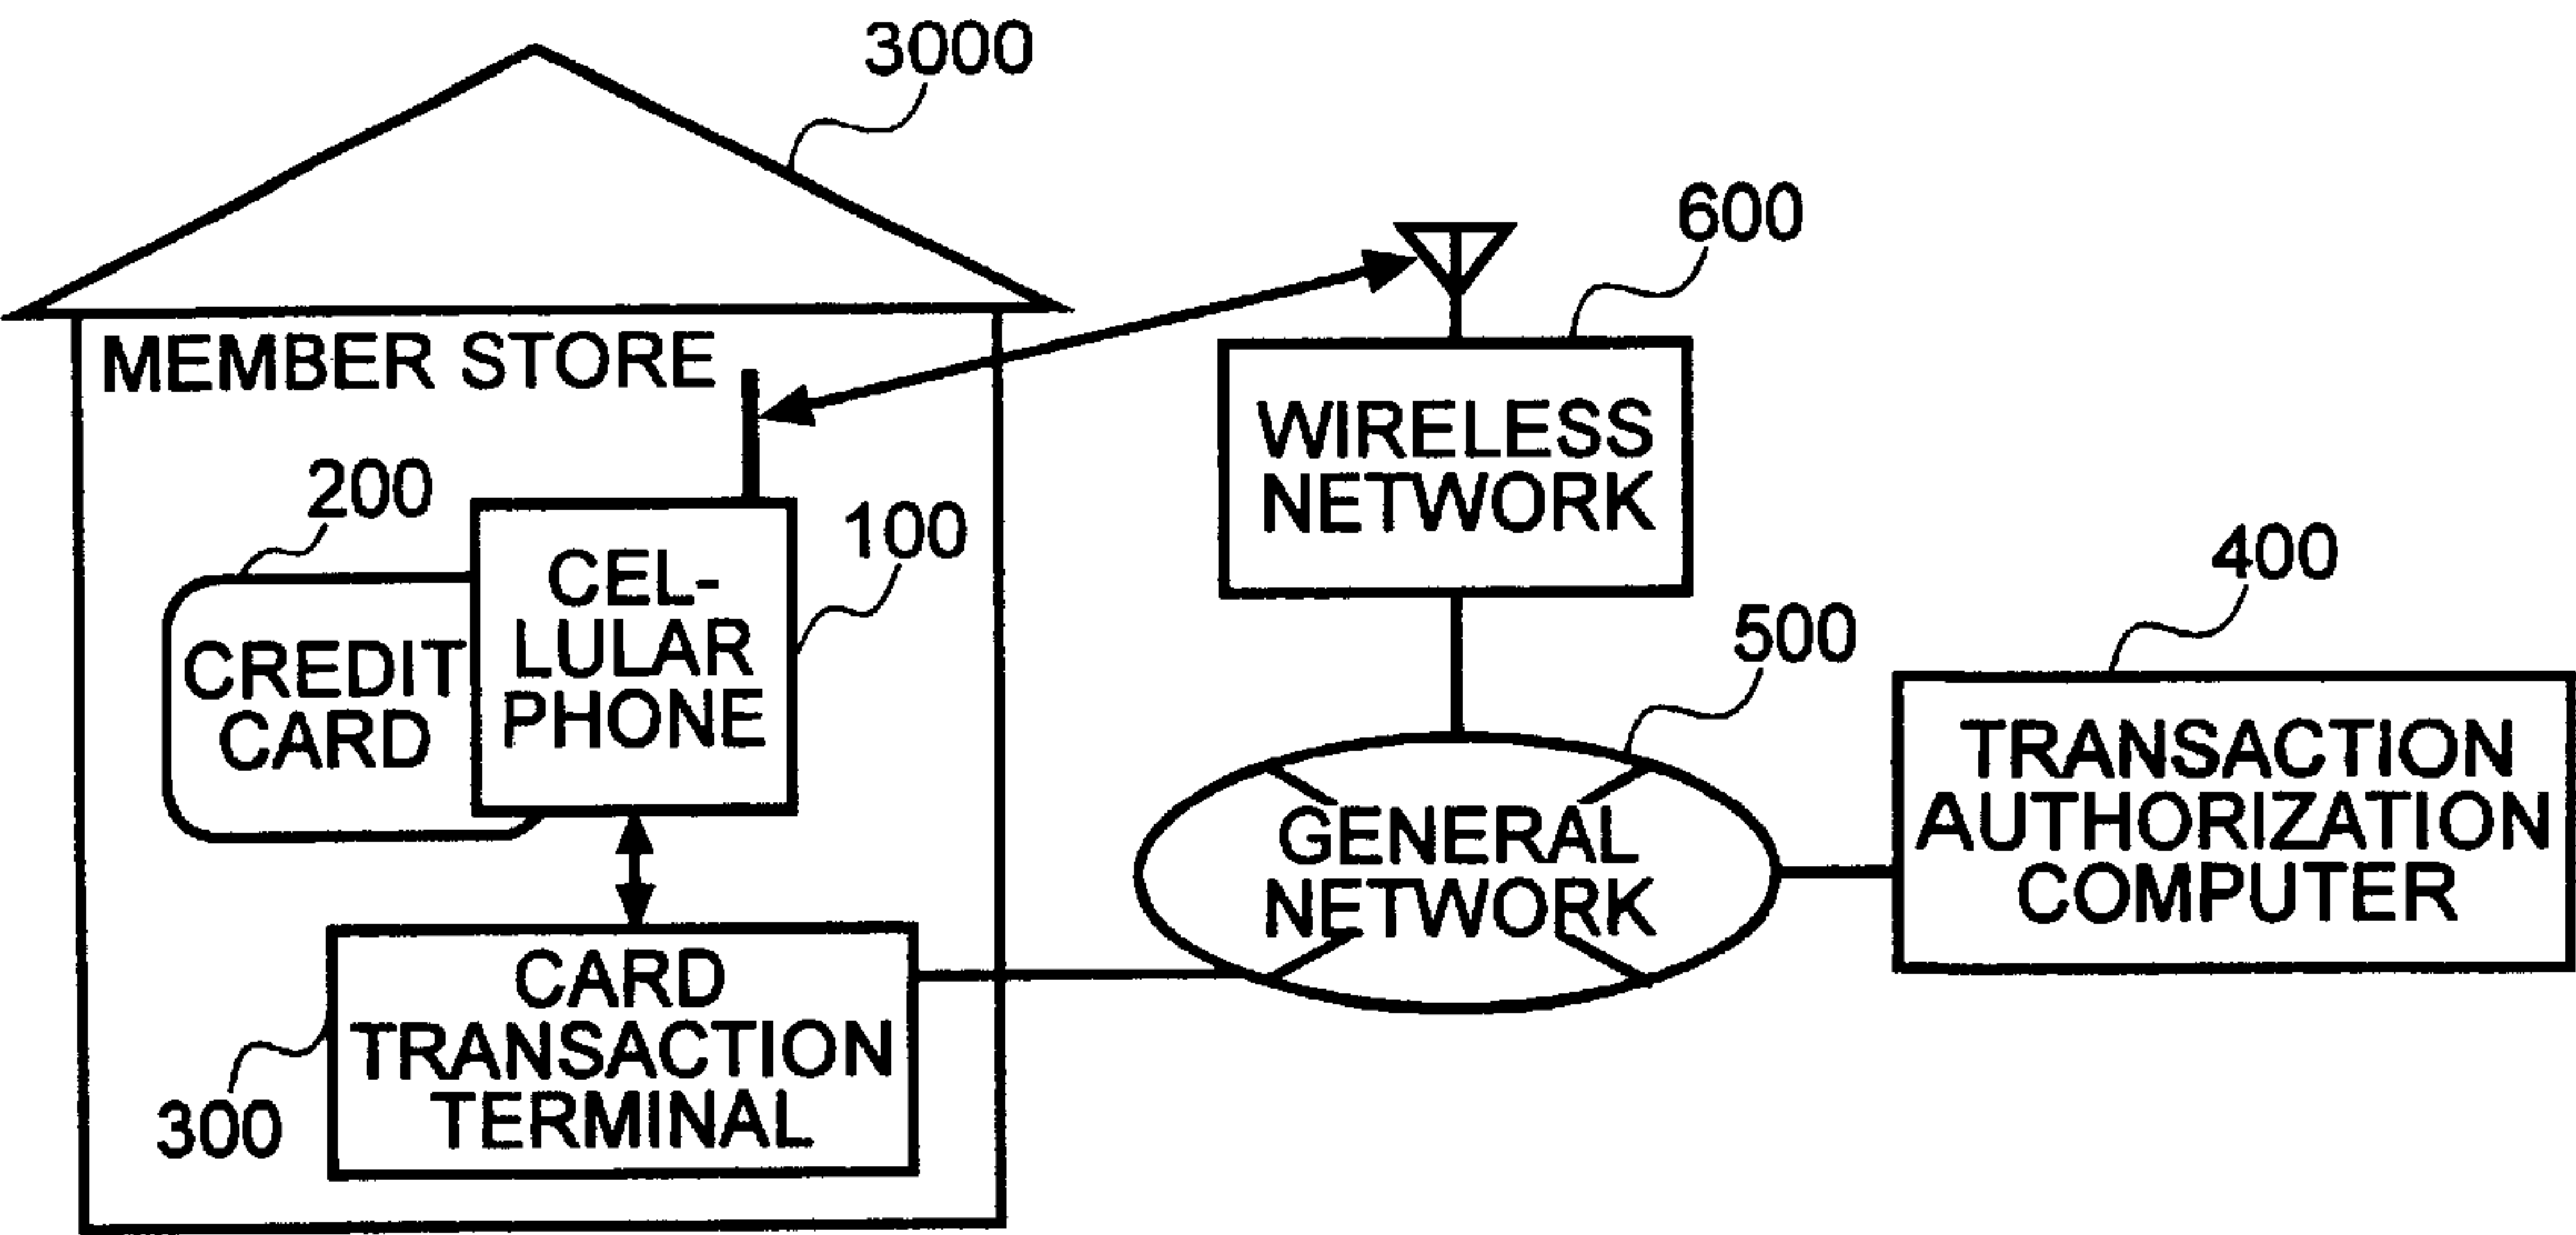 3000
MEMBER STORE
600
WIRELESS
NETWORK
200
100
CEL-
LULAR
PHONE
CREDIT
CARD
400
500
TRANSACTION
AUTHORIZATION
COMPUTER
GENERAL
NETWORK
CARD
TRANSACTION
TERMINAL
300